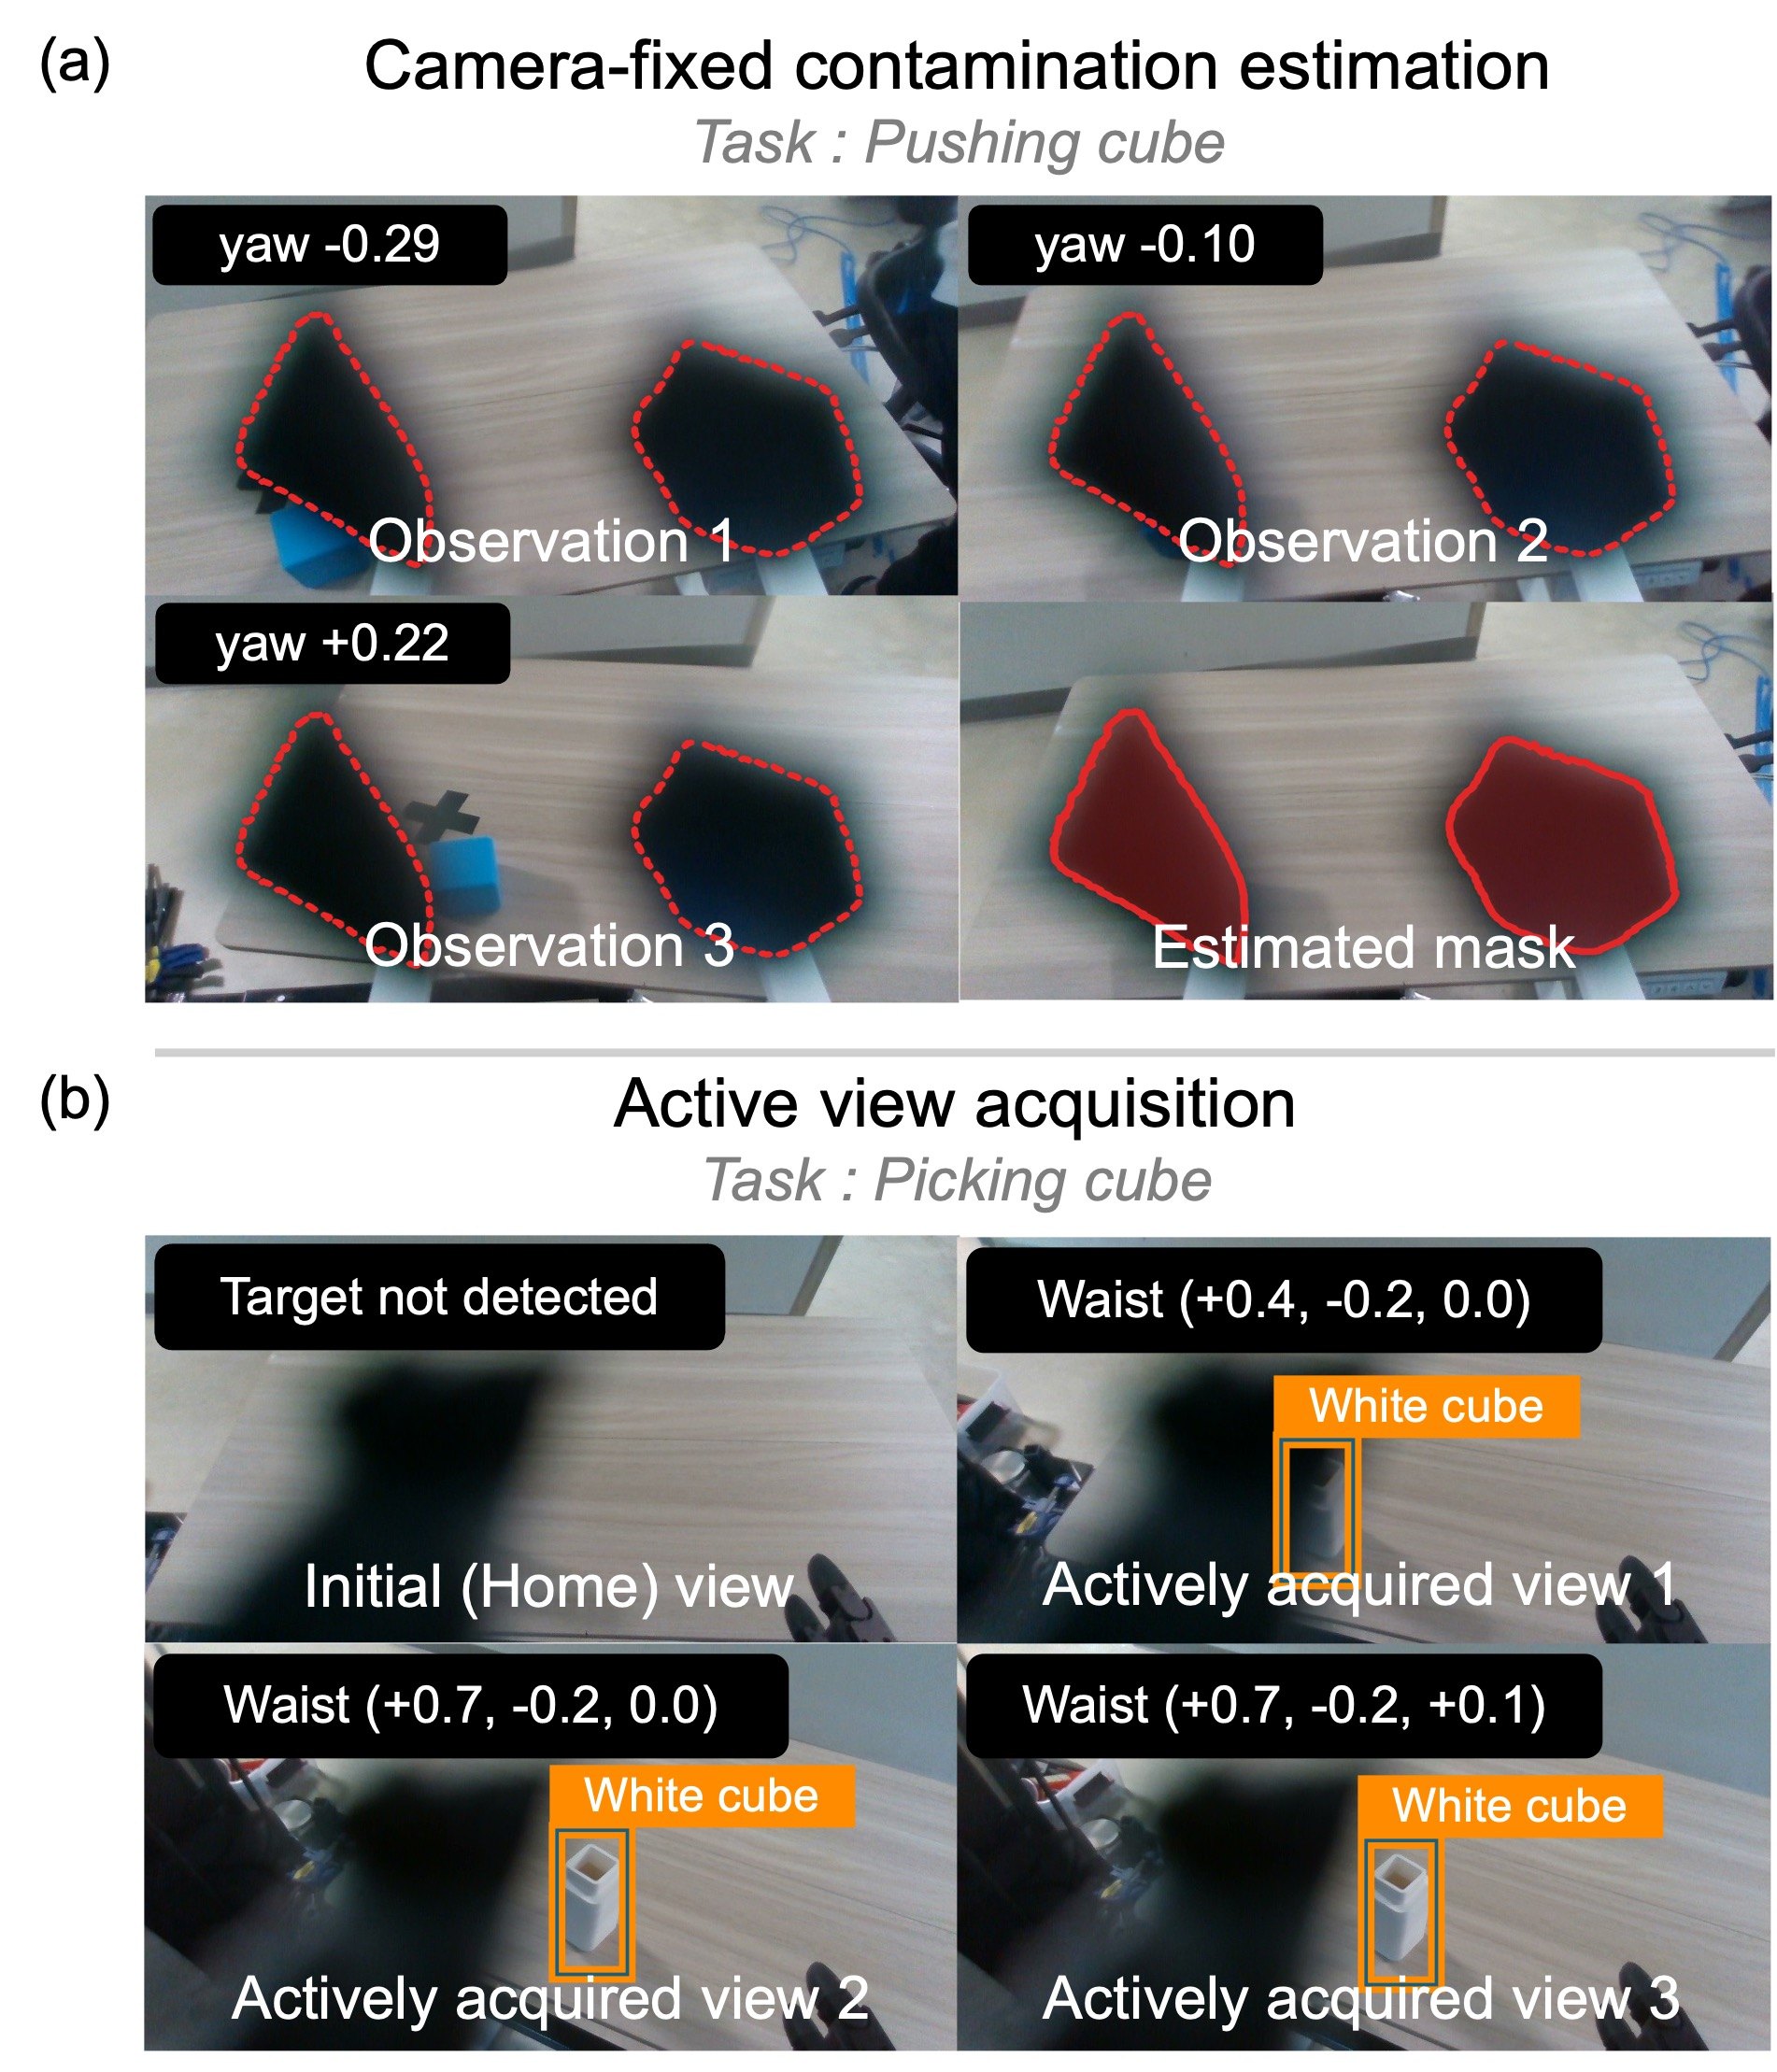 (a)
Camera-fixed contamination estimation
Task : Pushing cube
yaw -0.29
yaw -0.10
Observation 1
Observation 2
yaw +0.22
Observation 3
Estimated mask
(b)
Active view acquisition
Task : Picking cube
Target not detected
Waist (+0.4, -0.2, 0.0)
White cube
Initial (Home) view
Actively acquired view 1
Waist (+0.7, -0.2, 0.0)
Waist (+0.7, -0.2, +0.1)
White cube
White cube
Actively acquired view 2
Actively acquired view 3